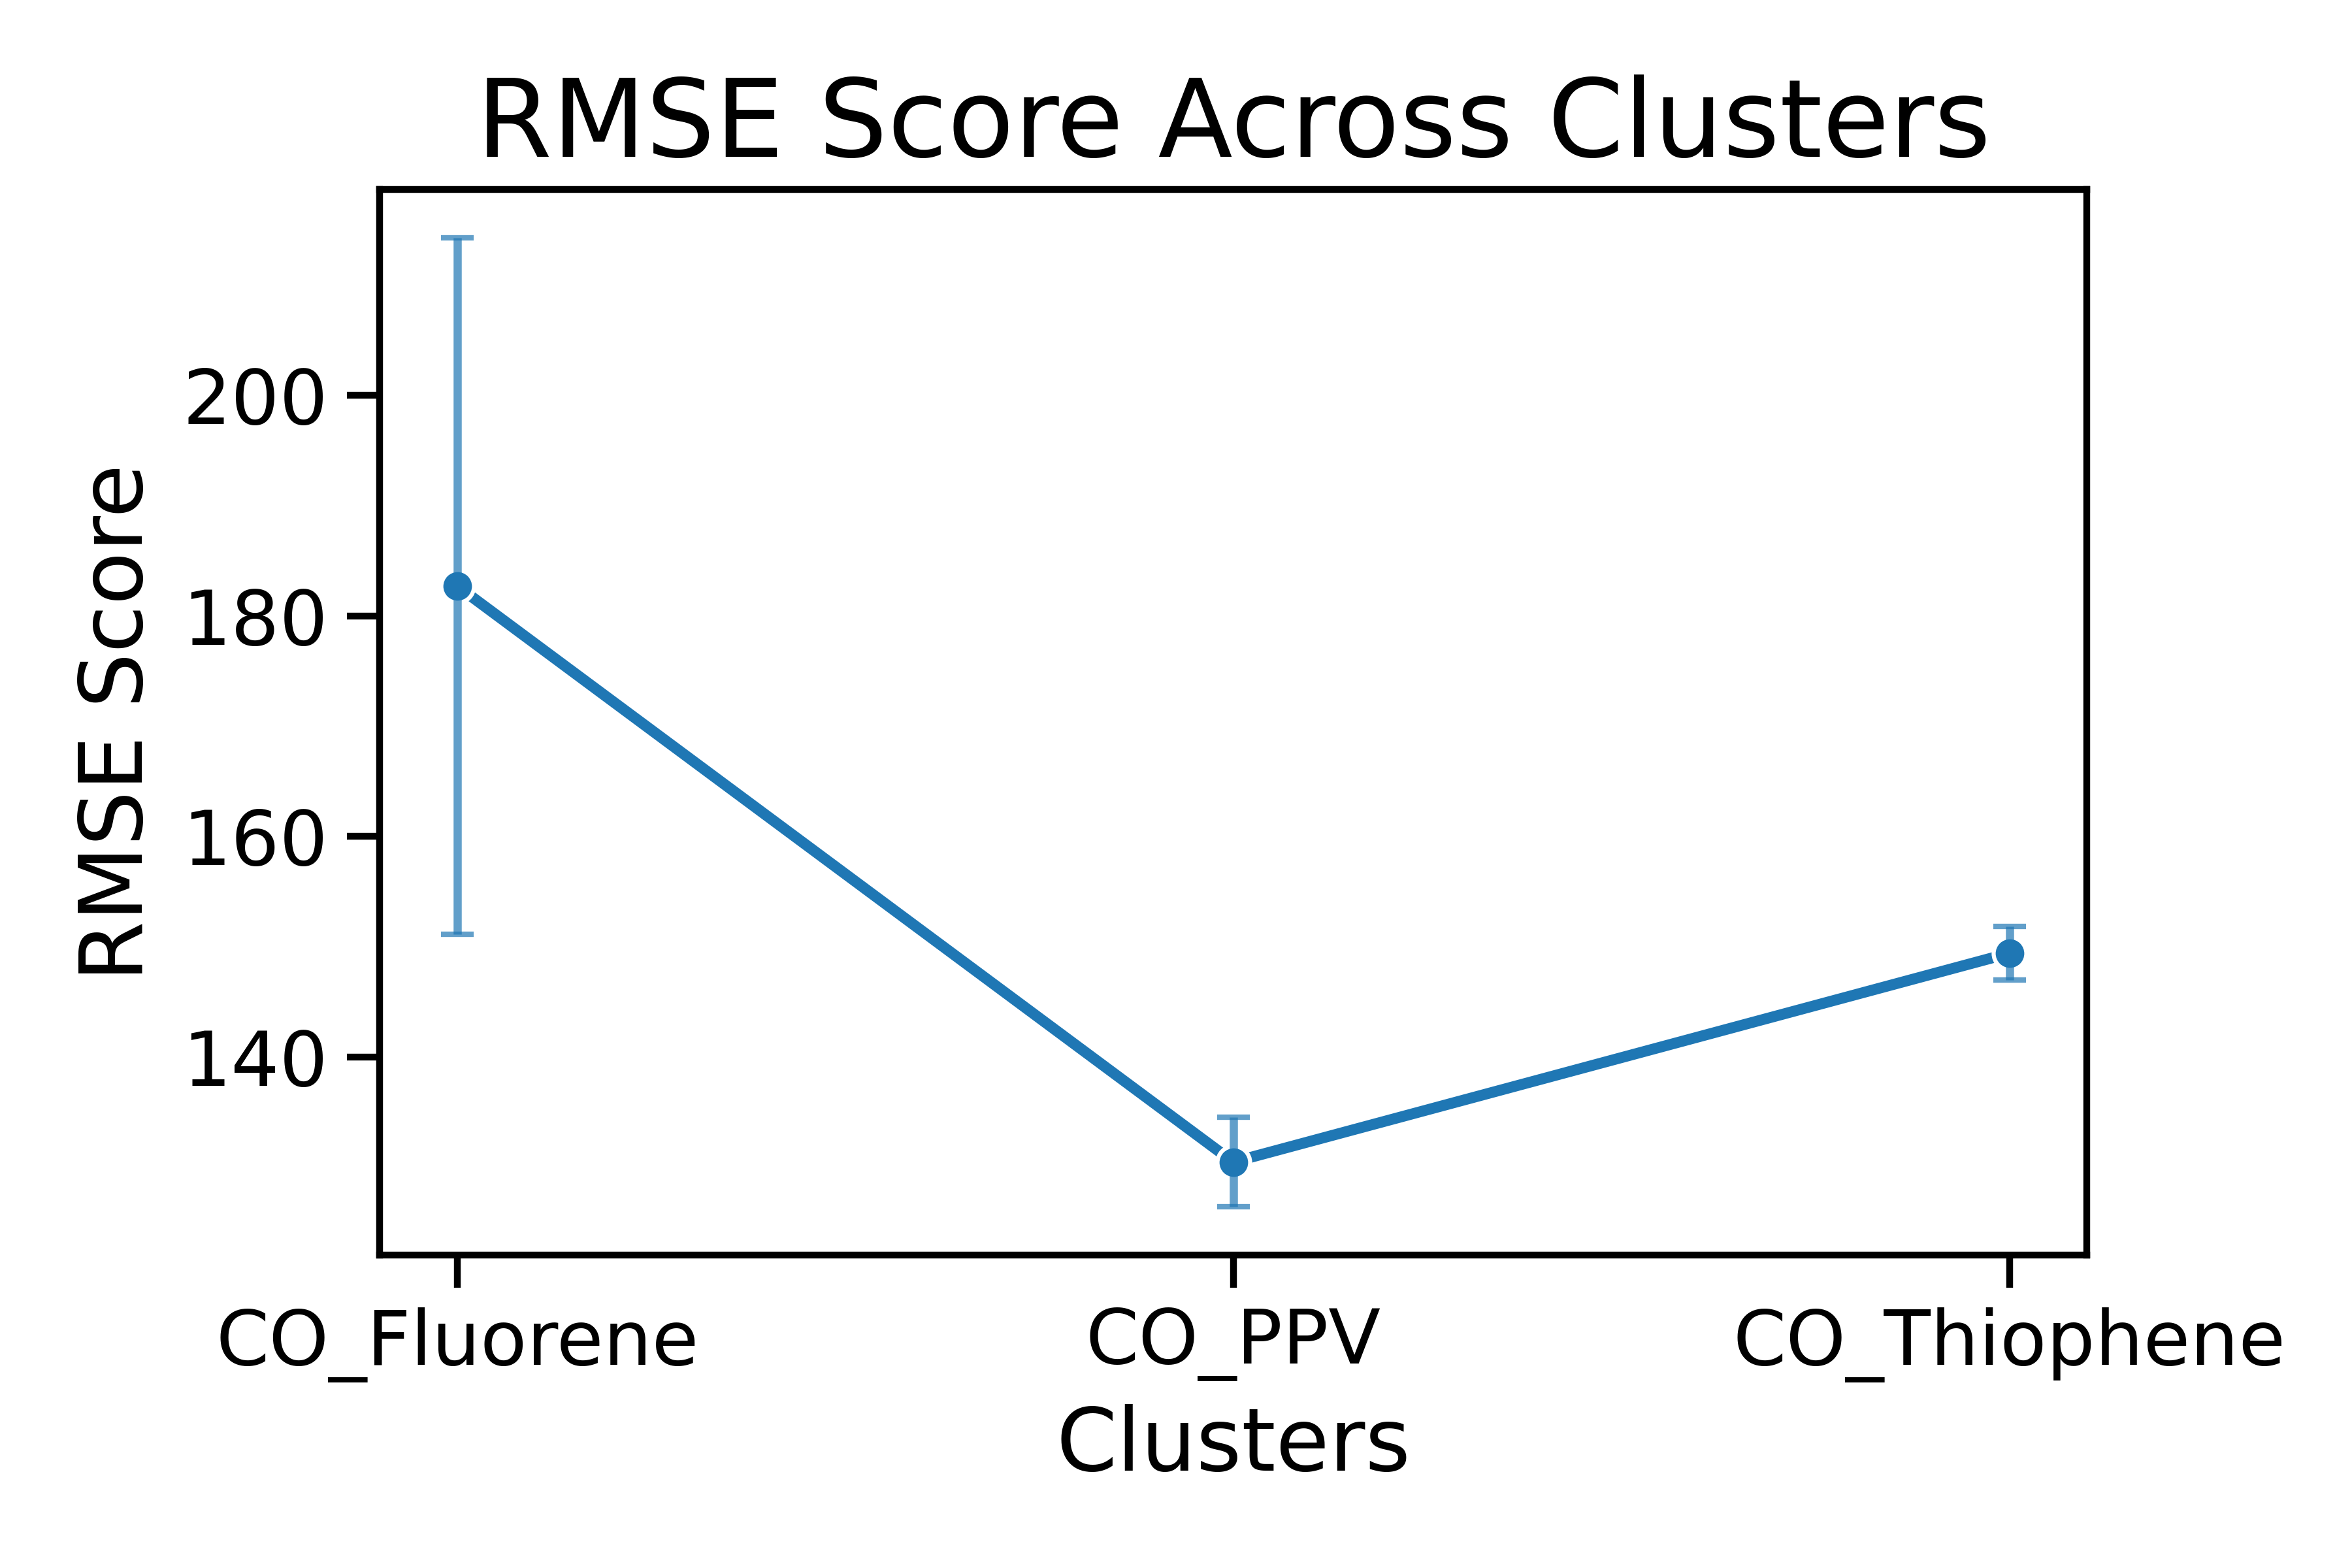 RMSE Score Across Clusters
RMSE Score
200
180
160
140
CO_Fluorene
CO_PPV
CO_Thiophene
Clusters